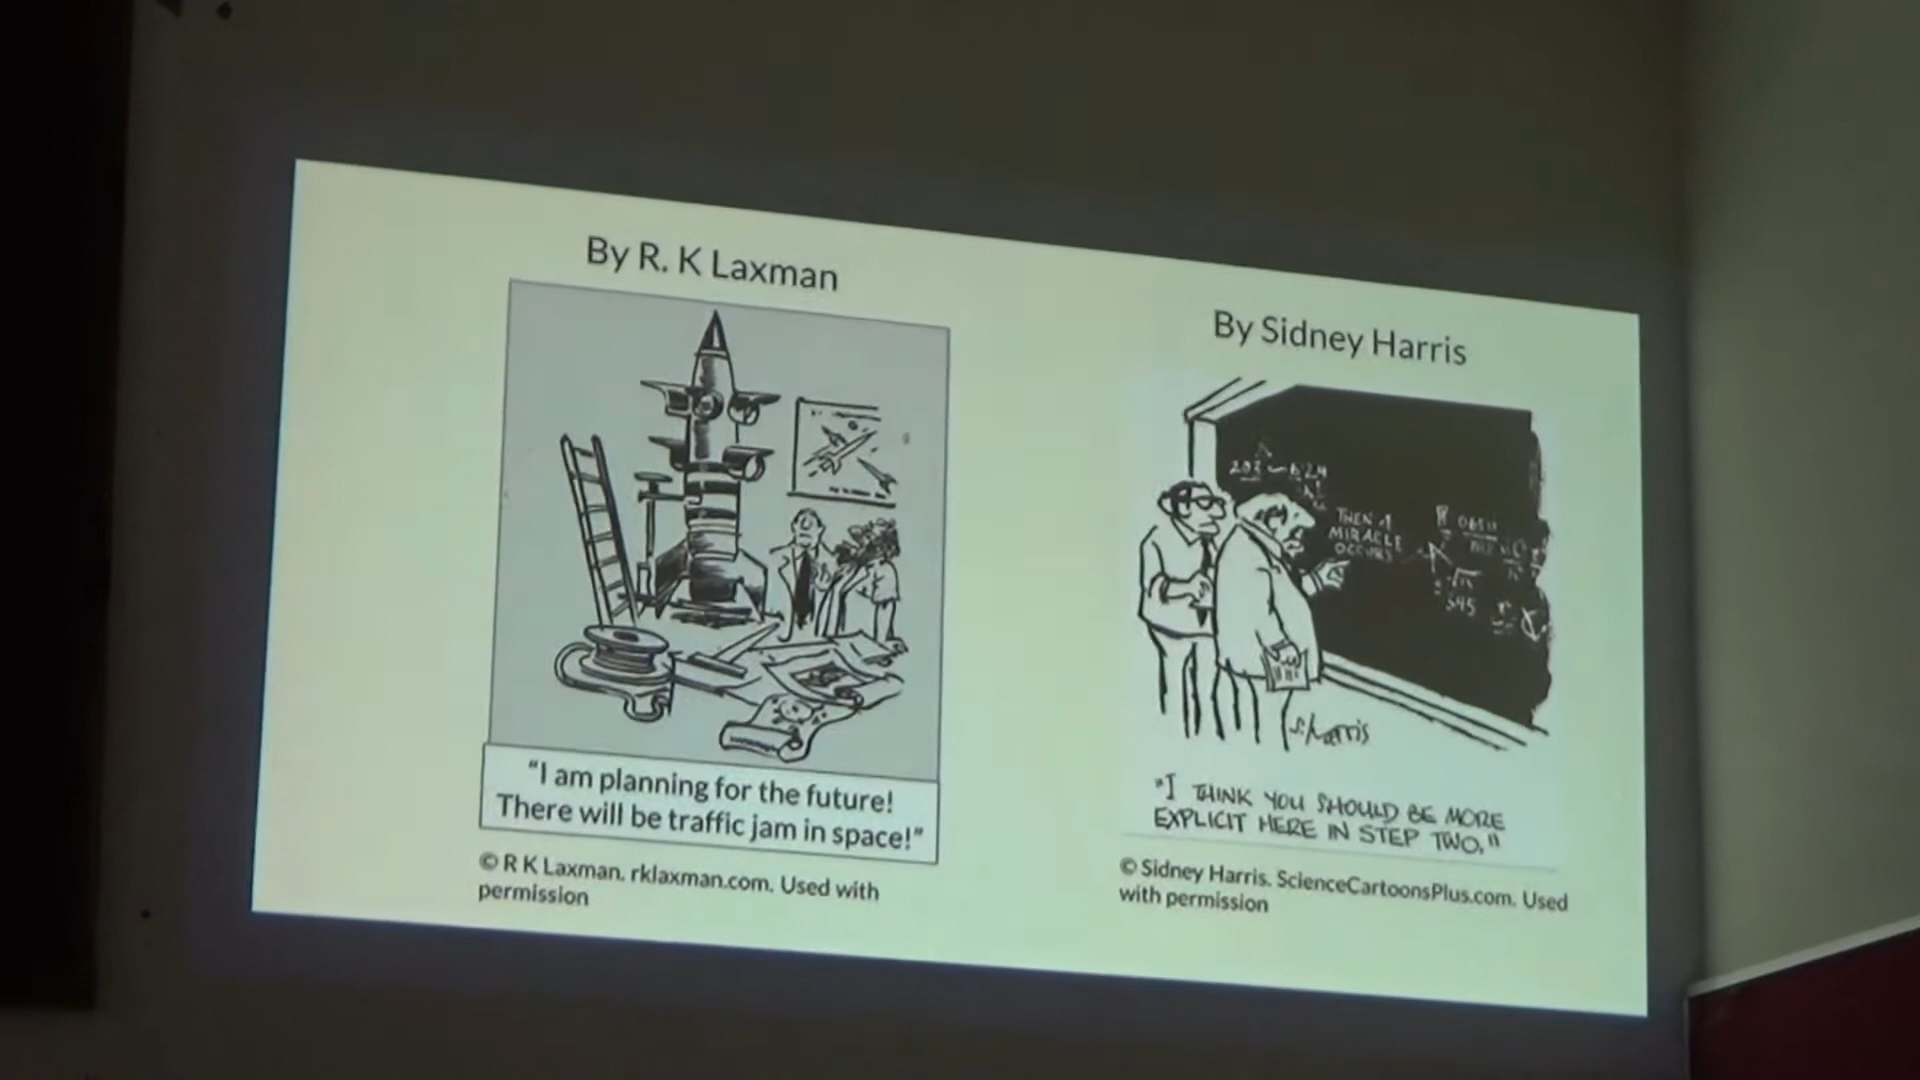 By R. K Laxman
"I am planning for the future!
There will be traffic jam in space!"
© R K Laxman. rklaxman.com. Used with
permission
By Sidney Harris
THEN A
MIRACLE
OCCURS
S. Harris
"I THINK YOU SHOULD BE MORE
EXPLICIT HERE IN STEP TWO."
© Sidney Harris. ScienceCartoonsPlus.com. Used
with permission